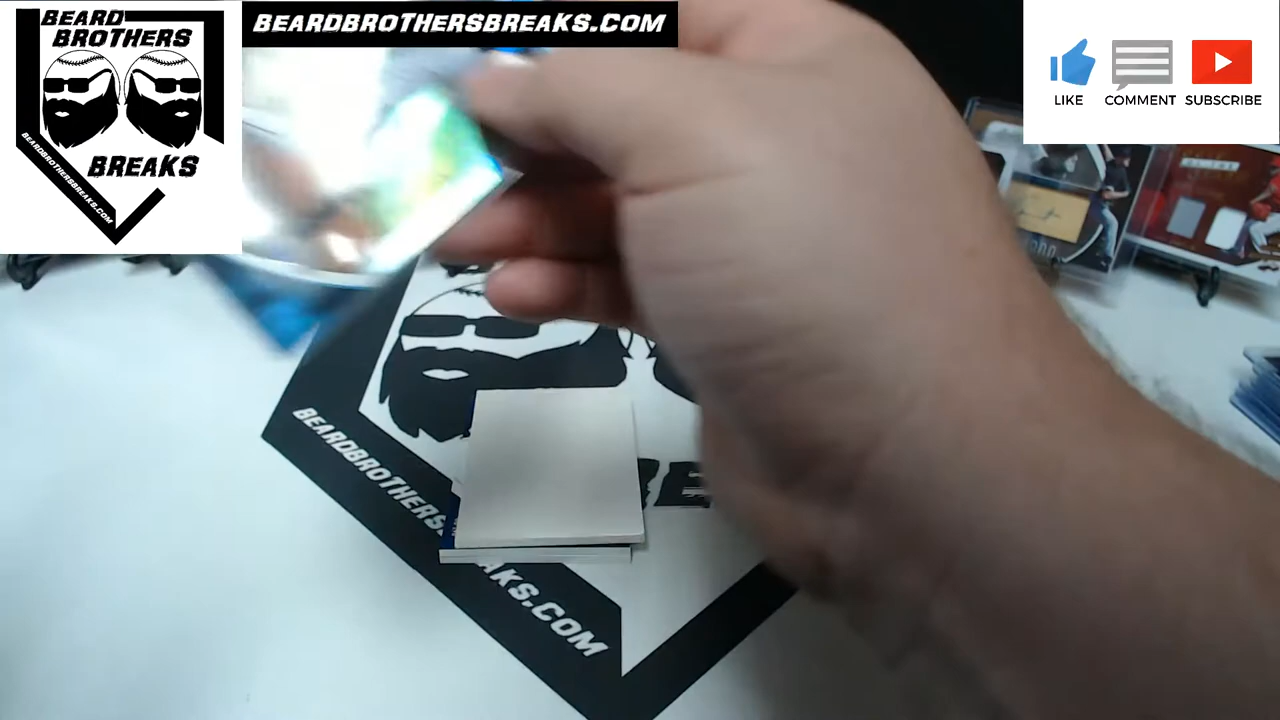 BEARD
BROTHERS
BREAKS
BEARDBROTHERSBREAKS.COM
BEARDBROTHERSBREAKS.COM
LIKE
COMMENT
SUBSCRIBE
BEARDBROTHERS
AKS.COM